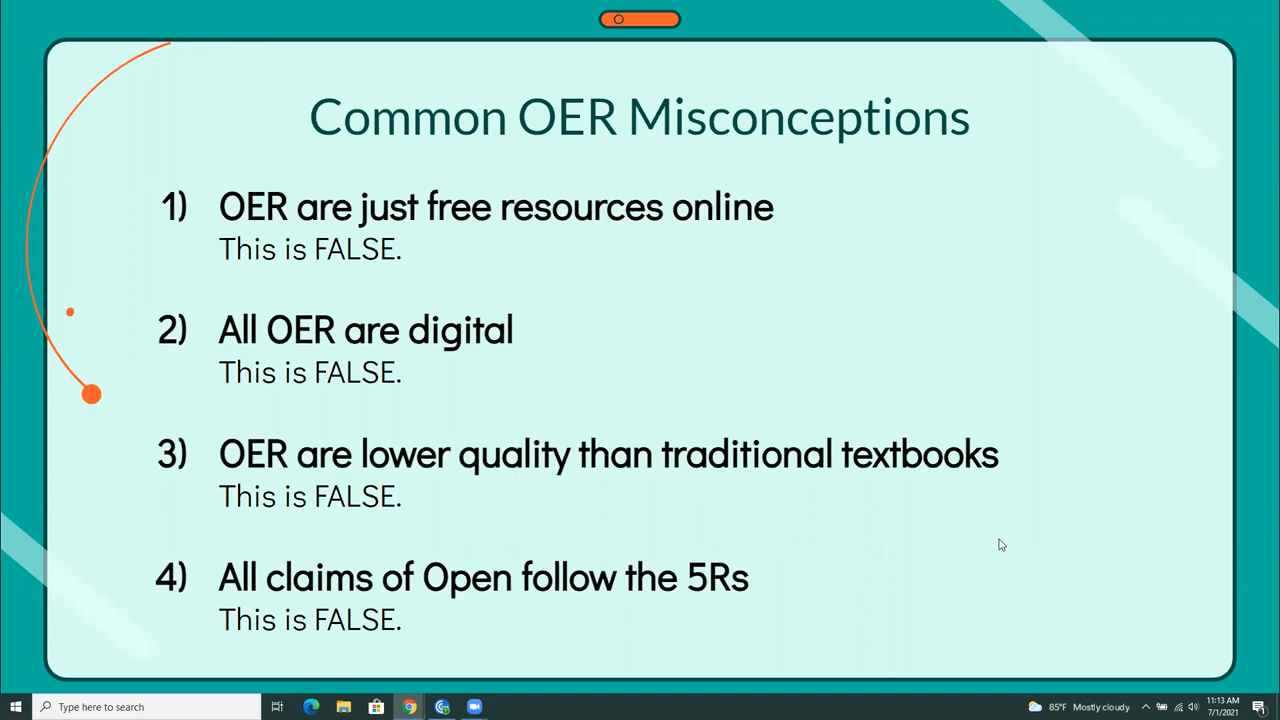 Common OER Misconceptions
1) OER are just free resources online
This is FALSE.
2) All OER are digital
This is FALSE.
3) OER are lower quality than traditional textbooks
This is FALSE.
4) All claims of Open follow the 5Rs
This is FALSE.
Type here to search
85°F Mostly cloudy
11:13 AM
7/1/2021
1